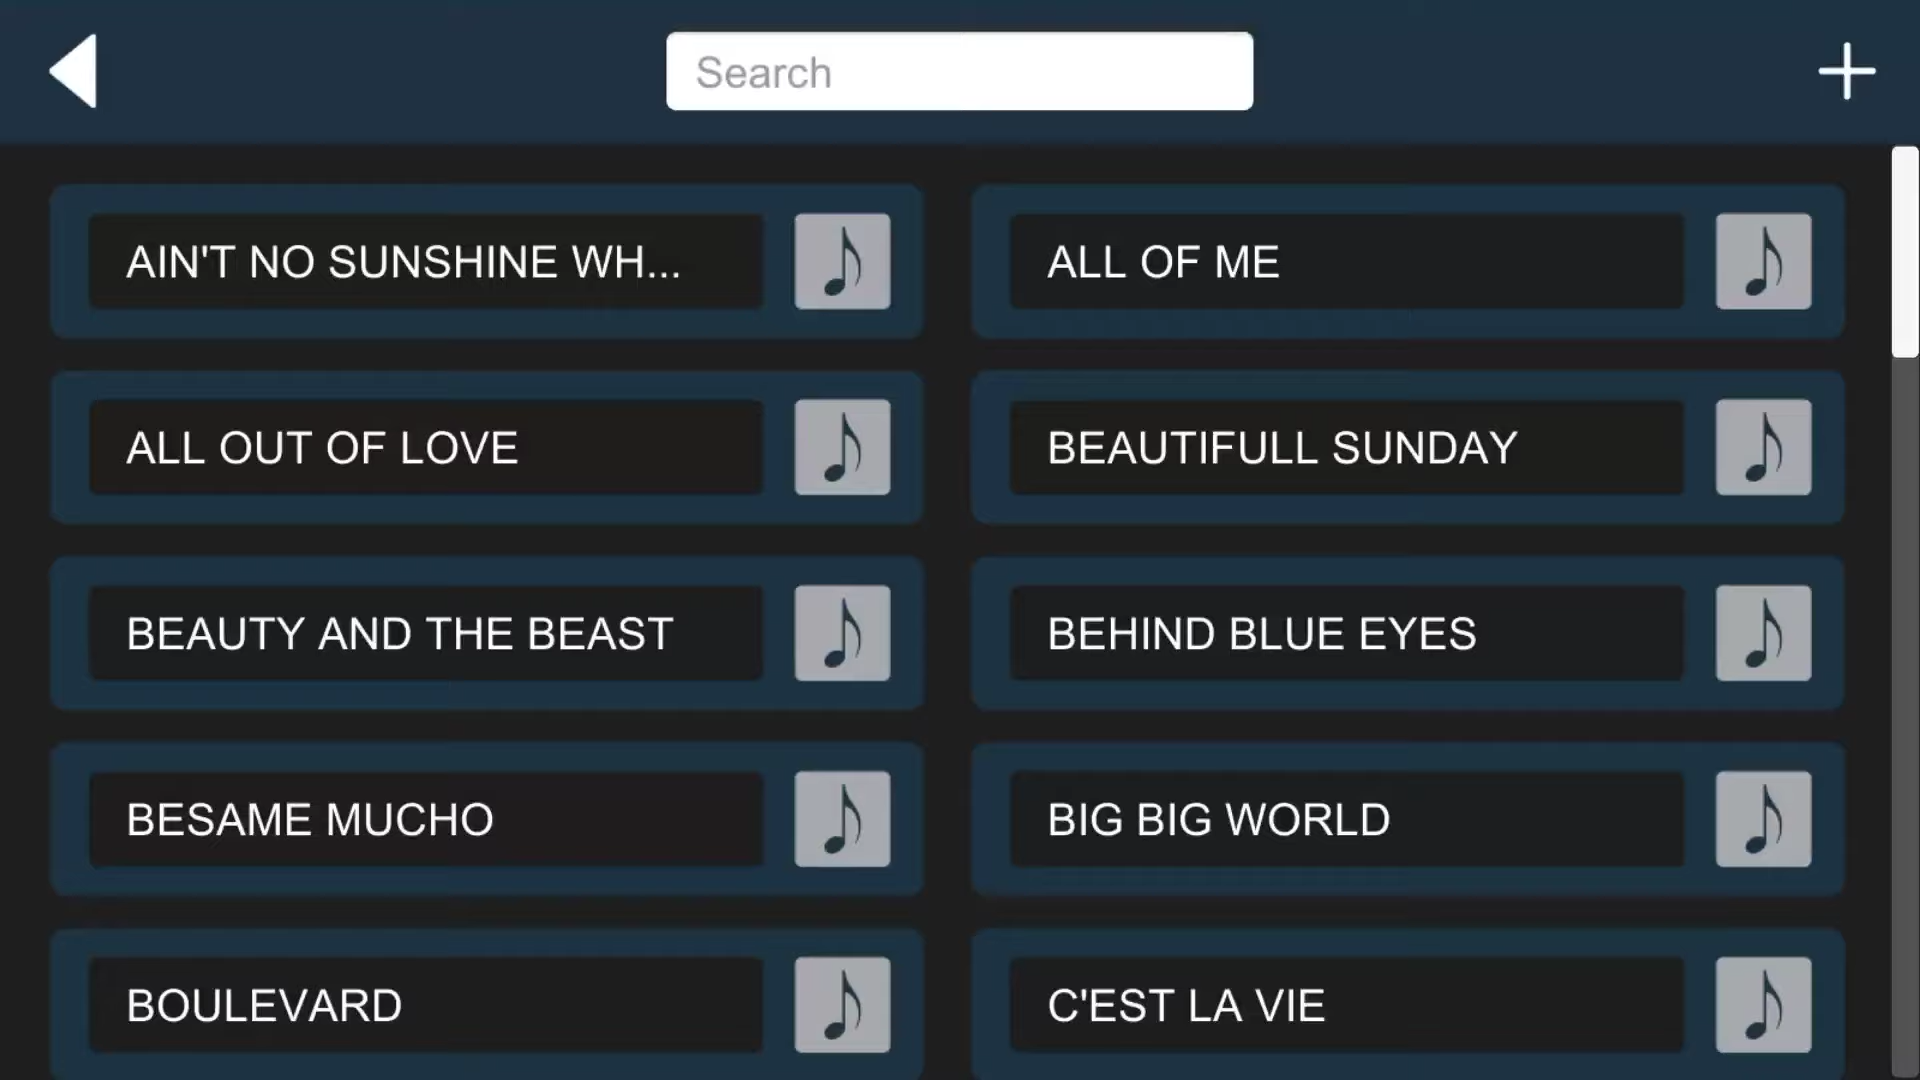 Search
AIN'T NO SUNSHINE WH...
ALL OF ME
ALL OUT OF LOVE
BEAUTIFULL SUNDAY
BEAUTY AND THE BEAST
BEHIND BLUE EYES
BESAME MUCHO
BIG BIG WORLD
BOULEVARD
C'EST LA VIE